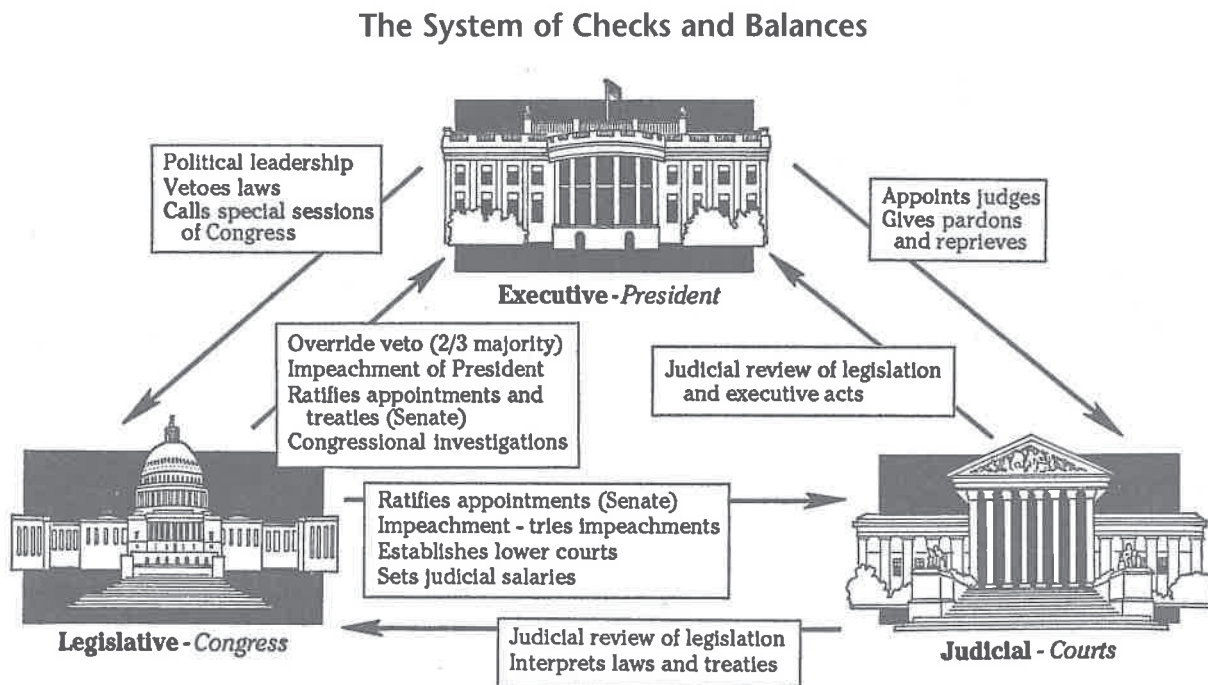 The System of Checks and Balances
Political leadership
Vetoes laws
Calls special sessions
of Congress
Appoints judges
Gives pardons
and reprieves
Executive - President
Override veto (2/3 majority)
Impeachment of President
Ratifies appointments and
treaties (Senate)
Congressional investigations
Judicial review of legislation
and executive acts
Ratifies appointments (Senate)
Impeachment - tries impeachments
Establishes lower courts
Sets judicial salaries
Legislative - Congress
Judicial review of legislation
Interprets laws and treaties
Judicial - Courts